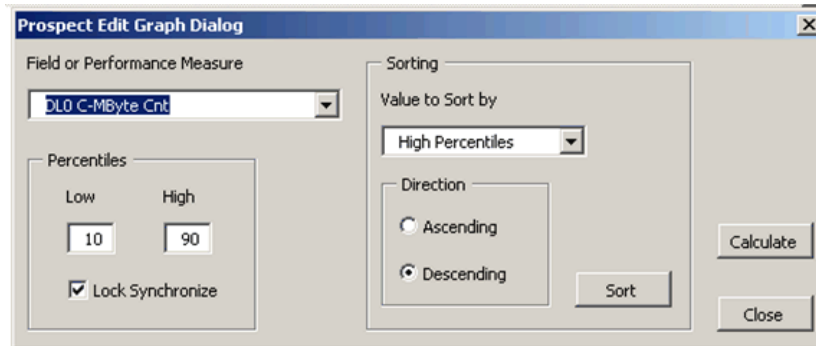 Prospect Edit Graph Dialog
Field or Performance Measure
DL0 C-MByte Cnt
Percentiles
Low High
10 90
Lock Synchronize
Sorting
Value to Sort by
High Percentiles
Direction
Ascending
Descending
Sort
Calculate
Close